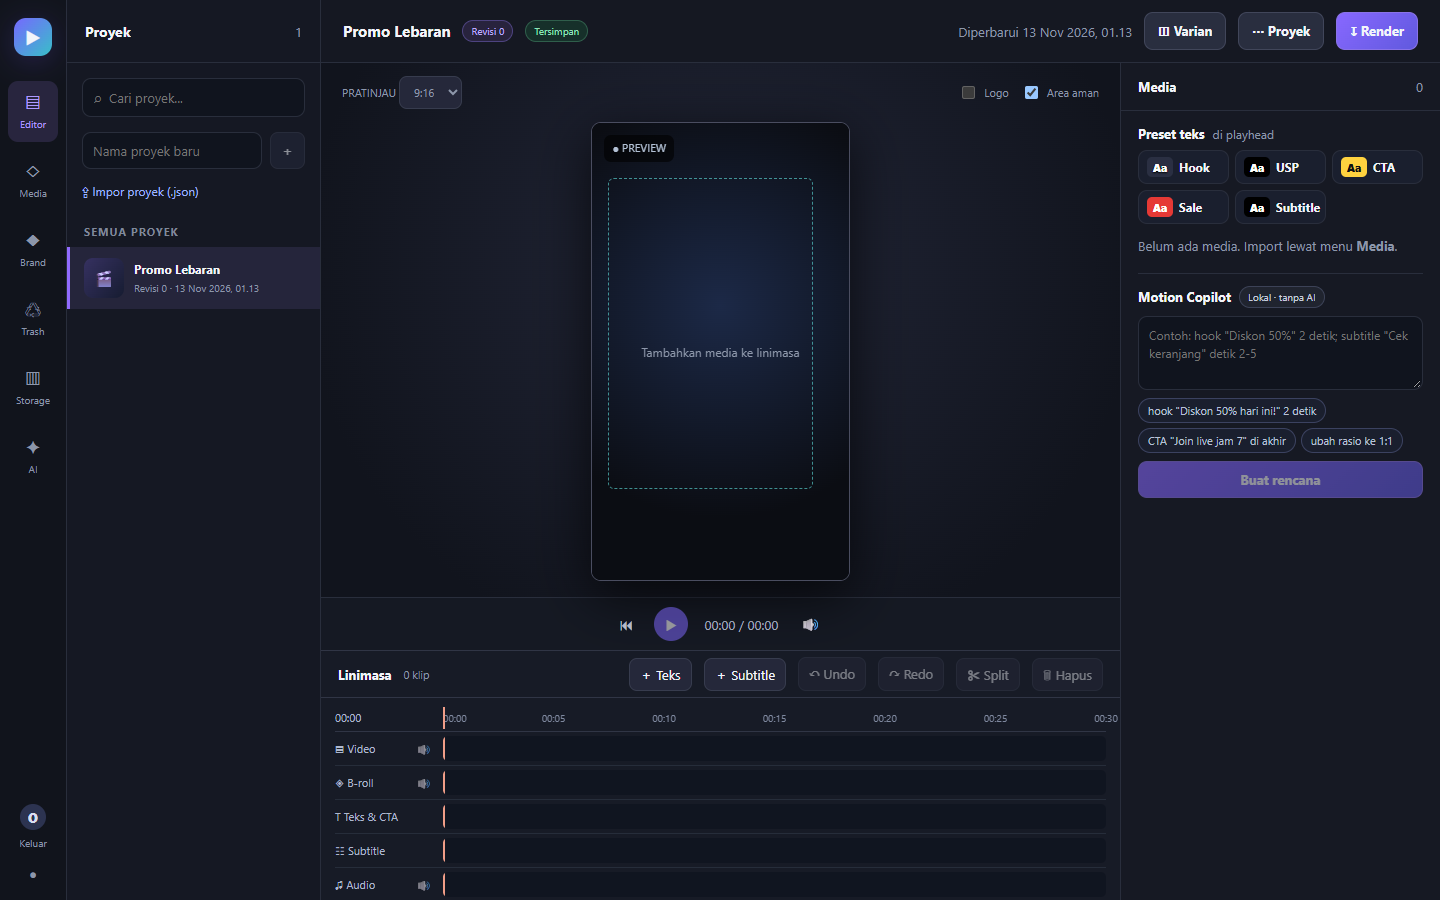 Editor
Media
Brand
Trash
Storage
AI
O
Keluar
Proyek 1
Cari proyek...
Nama proyek baru +
Impor proyek (.json)
SEMUA PROYEK
Promo Lebaran
Revisi 0 · 13 Nov 2026, 01.13
Promo Lebaran Revisi 0 Tersimpan
Diperbarui 13 Nov 2026, 01.13 Varian ··· Proyek Render
PRATINJAU 9:16 Logo Area aman
● PREVIEW
Tambahkan media ke linimasa
00:00 / 00:00
Linimasa 0 klip + Teks + Subtitle Undo Redo Split Hapus
00:00 00:00 00:05 00:10 00:15 00:20 00:25 00:30
Video
B-roll
T Teks & CTA
Subtitle
Audio
Media 0
Preset teks di playhead
Aa Hook Aa USP Aa CTA
Aa Sale Aa Subtitle
Belum ada media. Import lewat menu Media.
Motion Copilot Lokal · tanpa AI
Contoh: hook "Diskon 50%" 2 detik; subtitle "Cek
keranjang" detik 2-5
hook "Diskon 50% hari ini!" 2 detik
CTA "Join live jam 7" di akhir ubah rasio ke 1:1
Buat rencana